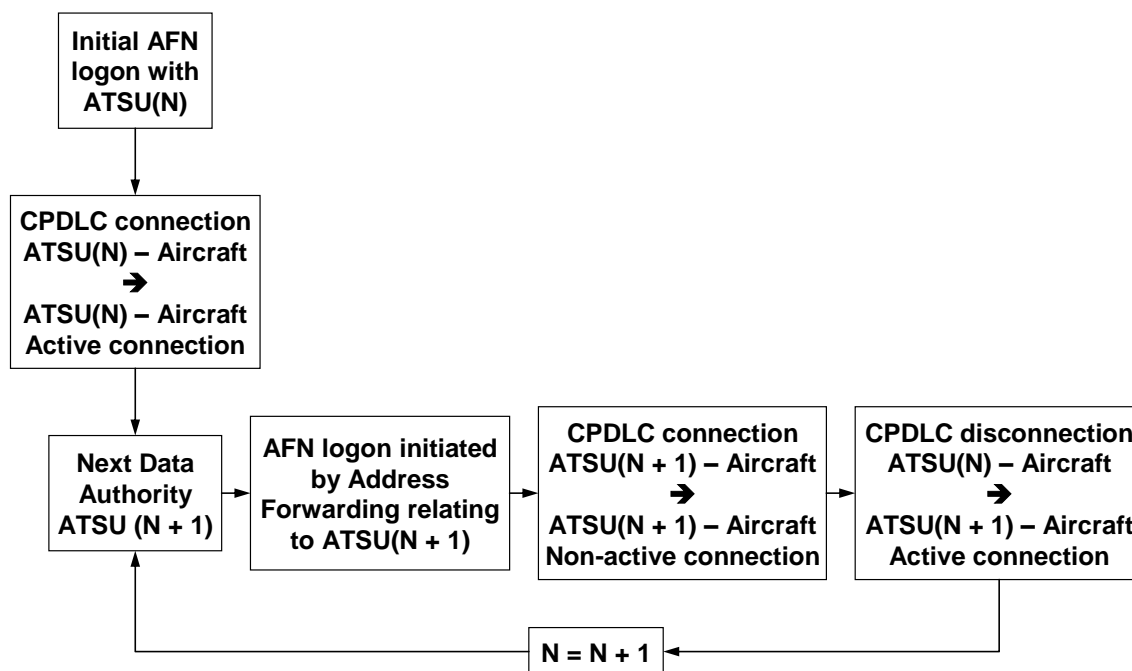 Initial AFN
logon with
ATSU(N)
CPDLC connection
ATSU(N) – Aircraft
➔
ATSU(N) – Aircraft
Active connection
Next Data
Authority
ATSU (N + 1)
AFN logon initiated
by Address
Forwarding relating
to ATSU(N + 1)
CPDLC connection
ATSU(N + 1) – Aircraft
➔
ATSU(N + 1) – Aircraft
Non-active connection
CPDLC disconnection
ATSU(N) – Aircraft
➔
ATSU(N + 1) – Aircraft
Active connection
N = N + 1